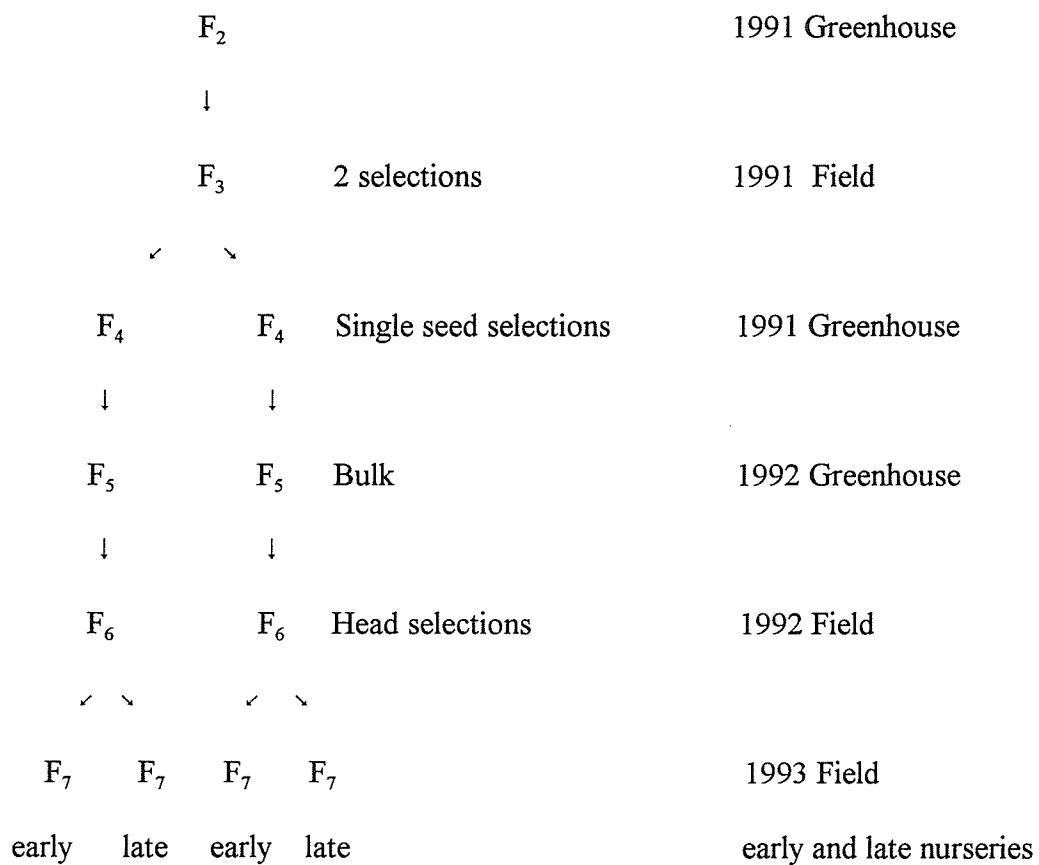 F₂ 1991 Greenhouse
↓
F₃ 2 selections 1991 Field
↙ ↘
F₄ F₄ Single seed selections 1991 Greenhouse
↓ ↓
F₅ F₅ Bulk 1992 Greenhouse
↓ ↓
F₆ F₆ Head selections 1992 Field
↙ ↘ ↙ ↘
F₇ F₇ F₇ F₇ 1993 Field
early late early late early and late nurseries